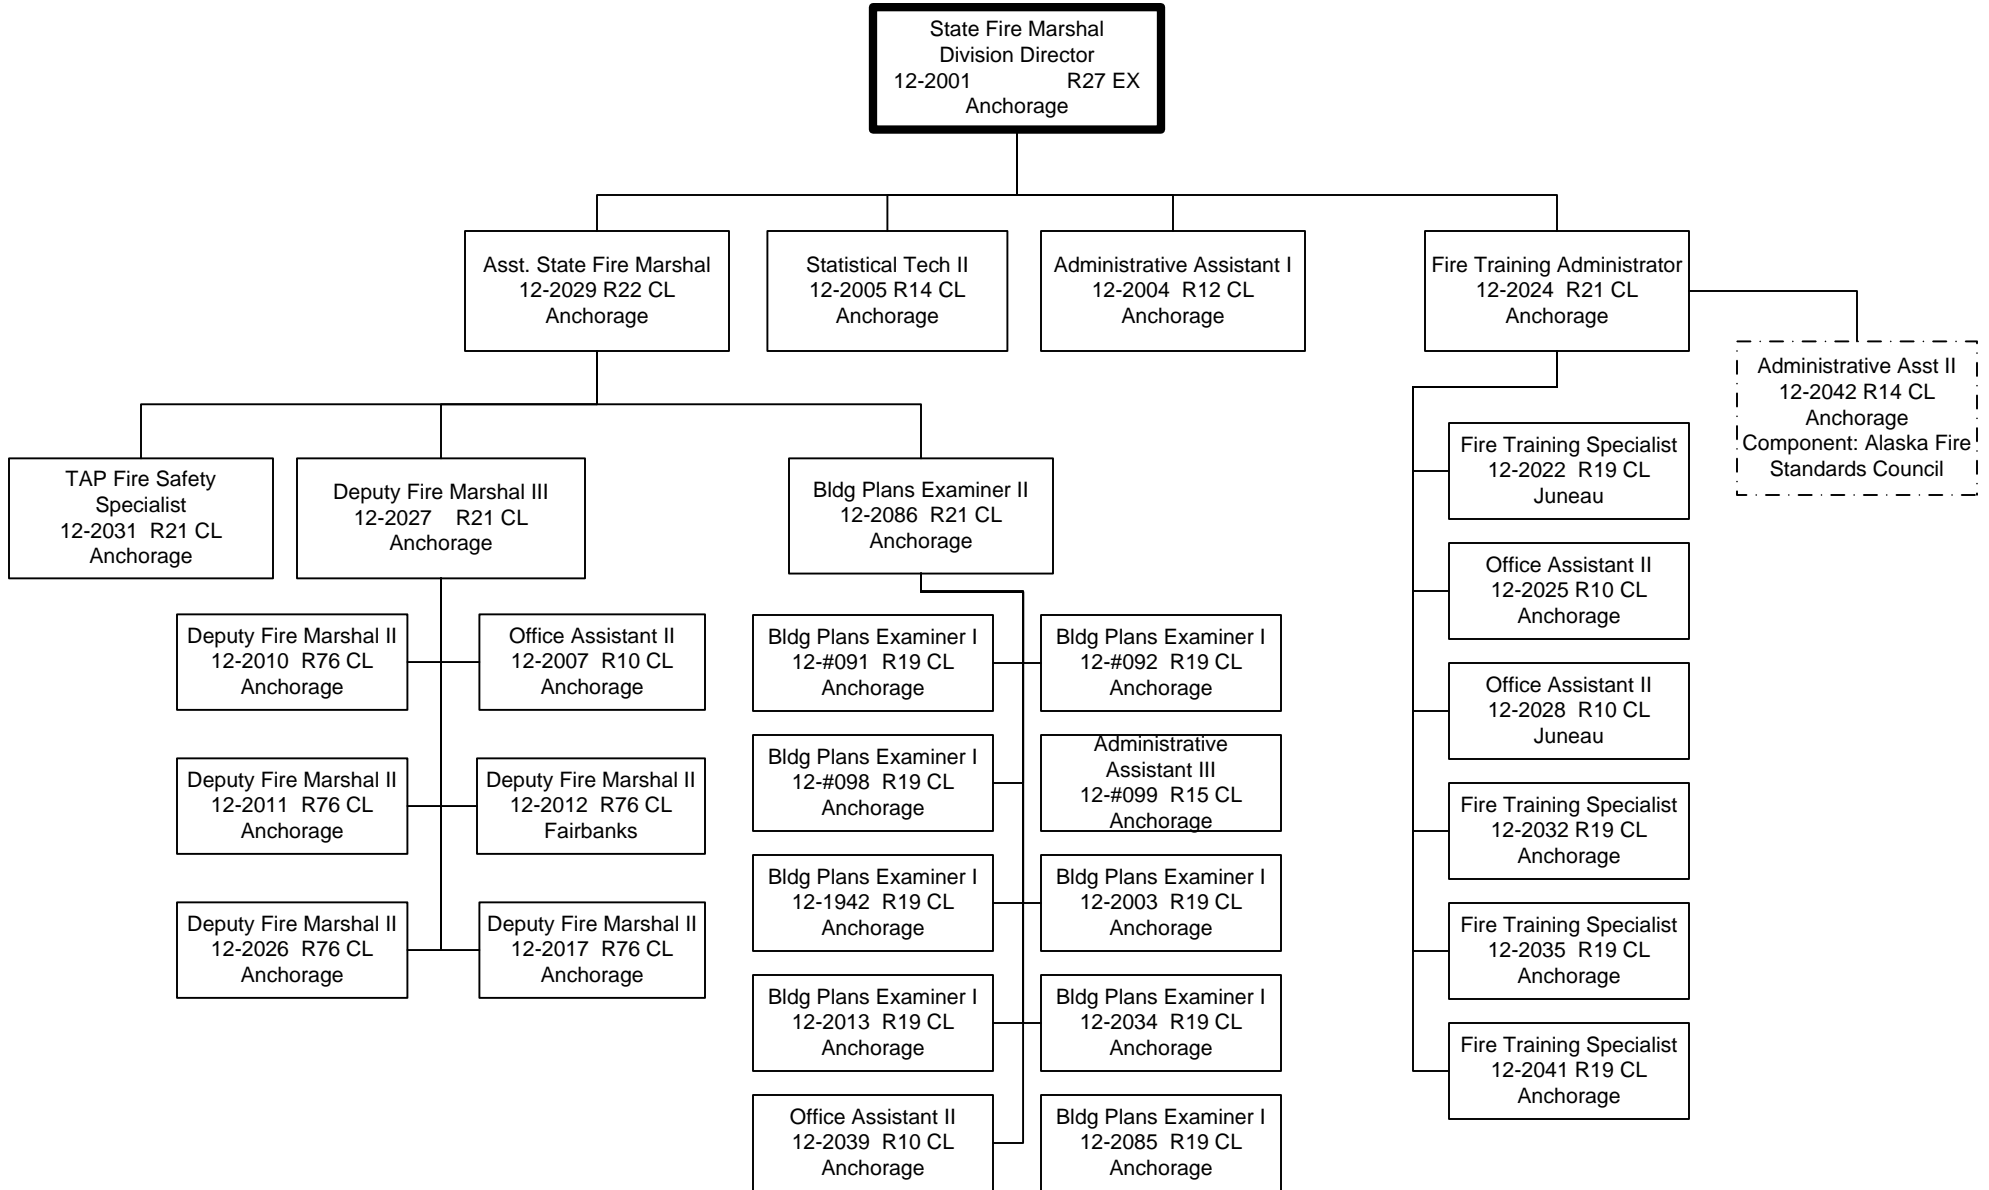 State Fire Marshal
Division Director
12-2001 R27 EX
Anchorage
Asst. State Fire Marshal
12-2029 R22 CL
Anchorage
Statistical Tech II
12-2005 R14 CL
Anchorage
Administrative Assistant I
12-2004 R12 CL
Anchorage
Fire Training Administrator
12-2024 R21 CL
Anchorage
Administrative Asst II
12-2042 R14 CL
Anchorage
Component: Alaska Fire
Standards Council
TAP Fire Safety
Specialist
12-2031 R21 CL
Anchorage
Deputy Fire Marshal III
12-2027 R21 CL
Anchorage
Bldg Plans Examiner II
12-2086 R21 CL
Anchorage
Deputy Fire Marshal II
12-2010 R76 CL
Anchorage
Office Assistant II
12-2007 R10 CL
Anchorage
Deputy Fire Marshal II
12-2011 R76 CL
Anchorage
Deputy Fire Marshal II
12-2012 R76 CL
Fairbanks
Deputy Fire Marshal II
12-2026 R76 CL
Anchorage
Deputy Fire Marshal II
12-2017 R76 CL
Anchorage
Bldg Plans Examiner I
12-#091 R19 CL
Anchorage
Bldg Plans Examiner I
12-#092 R19 CL
Anchorage
Bldg Plans Examiner I
12-#098 R19 CL
Anchorage
Administrative
Assistant III
12-#099 R15 CL
Anchorage
Bldg Plans Examiner I
12-1942 R19 CL
Anchorage
Bldg Plans Examiner I
12-2003 R19 CL
Anchorage
Bldg Plans Examiner I
12-2013 R19 CL
Anchorage
Bldg Plans Examiner I
12-2034 R19 CL
Anchorage
Office Assistant II
12-2039 R10 CL
Anchorage
Bldg Plans Examiner I
12-2085 R19 CL
Anchorage
Fire Training Specialist
12-2022 R19 CL
Juneau
Office Assistant II
12-2025 R10 CL
Anchorage
Office Assistant II
12-2028 R10 CL
Juneau
Fire Training Specialist
12-2032 R19 CL
Anchorage
Fire Training Specialist
12-2035 R19 CL
Anchorage
Fire Training Specialist
12-2041 R19 CL
Anchorage